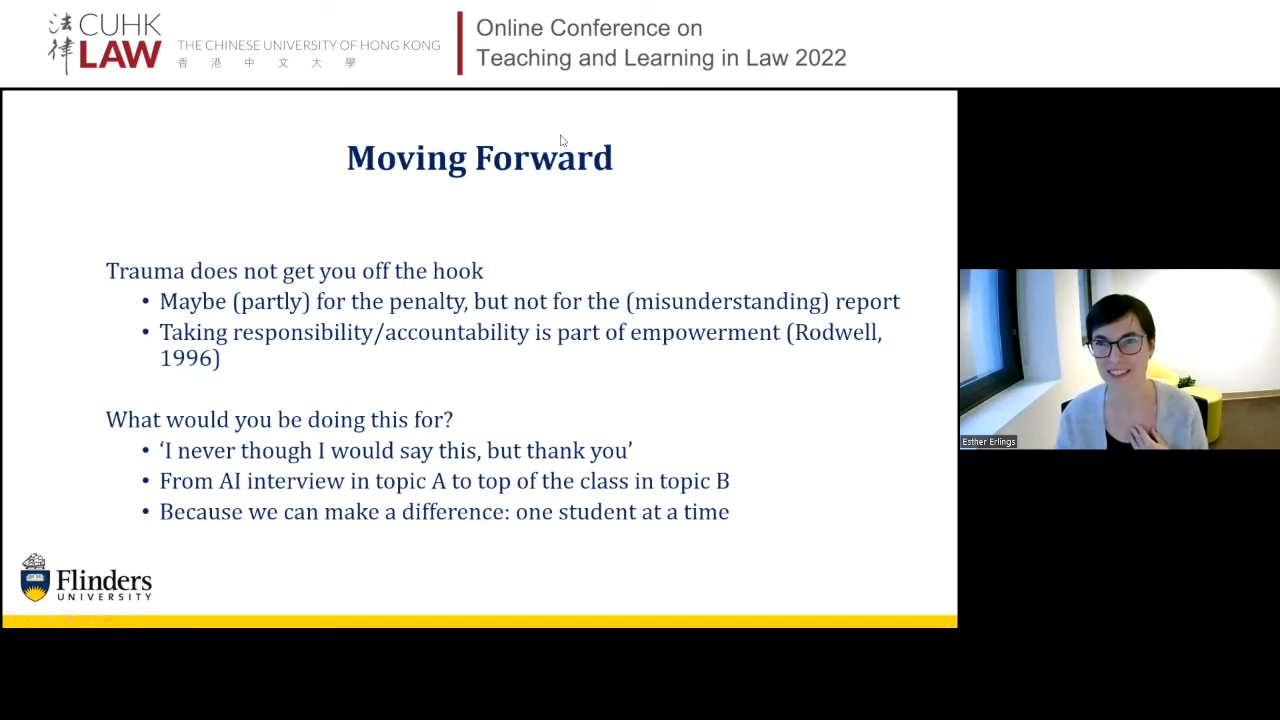 法律
CUHK
LAW
THE CHINESE UNIVERSITY OF HONG KONG
香港中文大學
Online Conference on
Teaching and Learning in Law 2022
Moving Forward
Trauma does not get you off the hook
• Maybe (partly) for the penalty, but not for the (misunderstanding) report
• Taking responsibility/accountability is part of empowerment (Rodwell,
1996)
What would you be doing this for?
• ‘I never though I would say this, but thank you’
• From AI interview in topic A to top of the class in topic B
• Because we can make a difference: one student at a time
Esther Erlings
Flinders
UNIVERSITY